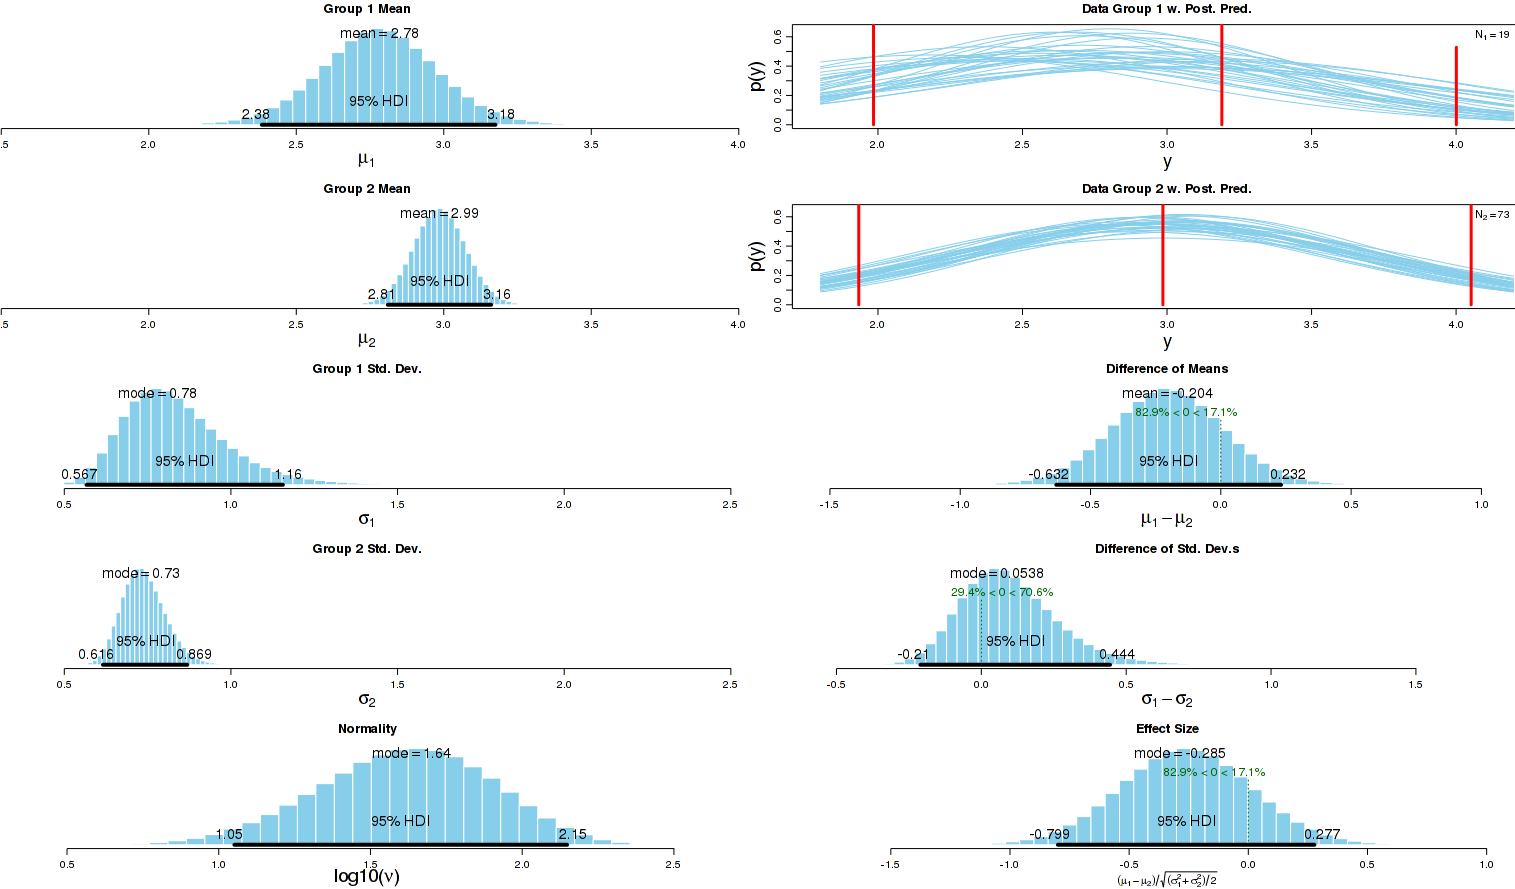 Group 1 Mean
mean = 2.78
95% HDI
2.38
3.18
.5
2.0
2.5
3.0
3.5
4.0
μ1
Data Group 1 w. Post. Pred.
N1 = 19
p(y)
0.0
0.2
0.4
0.6
2.0
2.5
3.0
3.5
4.0
y
Group 2 Mean
mean = 2.99
95% HDI
2.81
3.16
.5
2.0
2.5
3.0
3.5
4.0
μ2
Data Group 2 w. Post. Pred.
N2 = 73
p(y)
0.0
0.2
0.4
0.6
2.0
2.5
3.0
3.5
4.0
y
Group 1 Std. Dev.
mode = 0.78
95% HDI
0.567
1.16
0.5
1.0
1.5
2.0
2.5
σ1
Difference of Means
mean = -0.204
82.9% < 0 < 17.1%
95% HDI
-0.632
0.232
-1.5
-1.0
-0.5
0.0
0.5
1.0
μ1 − μ2
Group 2 Std. Dev.
mode = 0.73
95% HDI
0.616
0.869
0.5
1.0
1.5
2.0
2.5
σ2
Difference of Std. Dev.s
mode = 0.0538
29.4% < 0 < 70.6%
95% HDI
-0.21
0.444
-0.5
0.0
0.5
1.0
1.5
σ1 − σ2
Normality
mode = 1.64
95% HDI
1.05
2.15
0.5
1.0
1.5
2.0
2.5
log10(ν)
Effect Size
mode = -0.285
82.9% < 0 < 17.1%
95% HDI
-0.799
0.277
-1.5
-1.0
-0.5
0.0
0.5
1.0
(μ1 − μ2)/√(σ1² + σ2²)/2